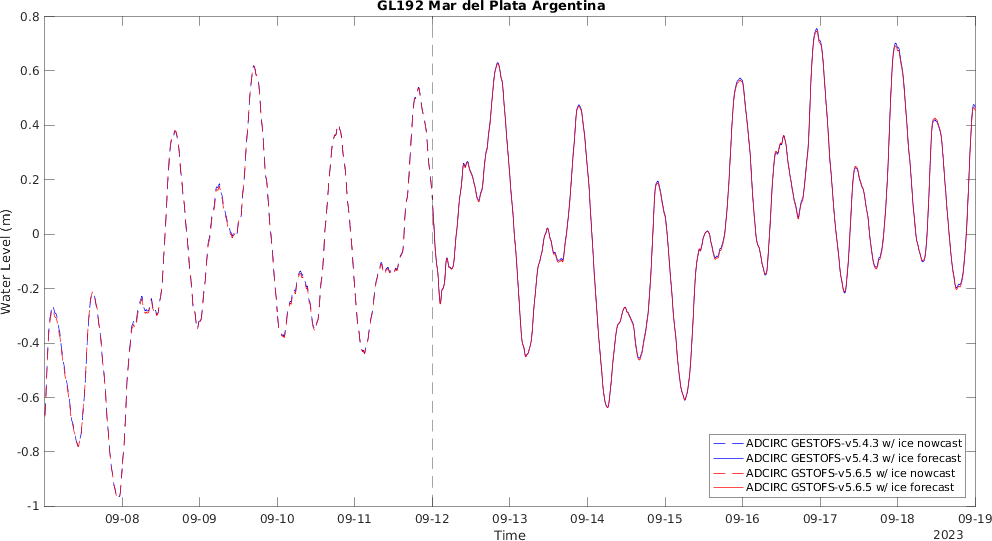 GL192 Mar del Plata Argentina
0.8
0.6
0.4
0.2
0
-0.2
-0.4
-0.6
-0.8
-1
Water Level (m)
ADCIRC GESTOFS-v5.4.3 w/ ice nowcast
ADCIRC GESTOFS-v5.4.3 w/ ice forecast
ADCIRC GSTOFS-v5.6.5 w/ ice nowcast
ADCIRC GSTOFS-v5.6.5 w/ ice forecast
09-08 09-09 09-10 09-11 09-12 09-13 09-14 09-15 09-16 09-17 09-18 09-19
Time
2023